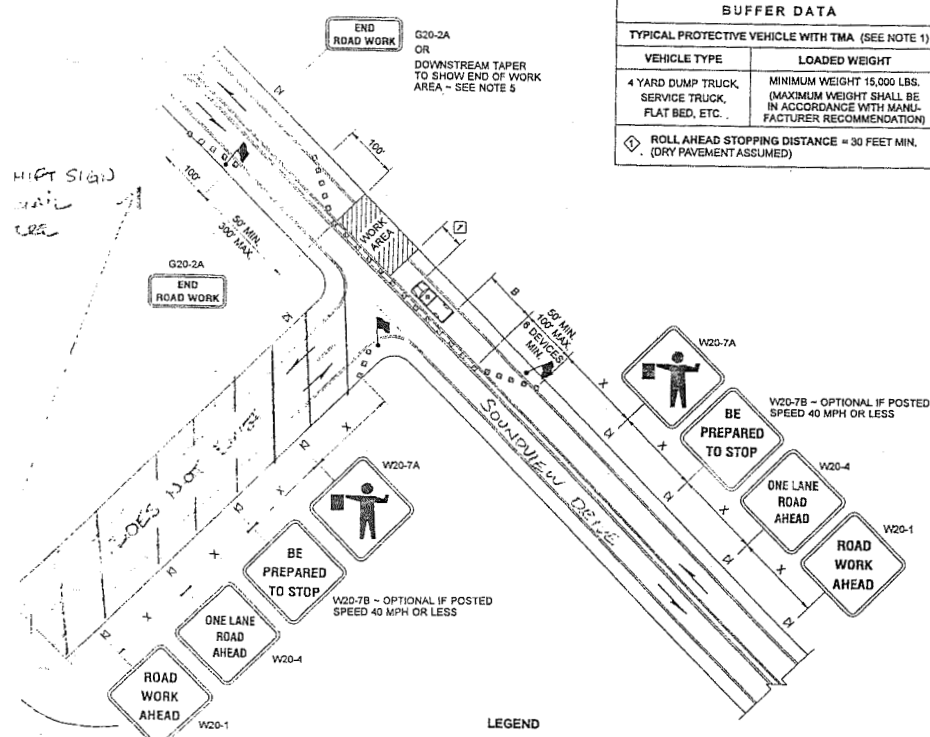 END
ROAD WORK
G20-2A
OR
DOWNSTREAM TAPER
TO SHOW END OF WORK
AREA ~ SEE NOTE 5
BUFFER DATA
TYPICAL PROTECTIVE VEHICLE WITH TMA (SEE NOTE 1)
VEHICLE TYPE
LOADED WEIGHT
4 YARD DUMP TRUCK,
SERVICE TRUCK,
FLAT BED, ETC.
MINIMUM WEIGHT 15,000 LBS.
(MAXIMUM WEIGHT SHALL BE
IN ACCORDANCE WITH MANU-
FACTURER RECOMMENDATION)
1
ROLL AHEAD STOPPING DISTANCE = 30 FEET MIN.
(DRY PAVEMENT ASSUMED)
100'
100'
50' MIN.
300' MAX.
SIGN
WORK
AREA
G20-2A
END
ROAD WORK
B
50' MIN.
100' MAX.
6 DEVICES
MIN.
X
X
X
X
W20-7A
W20-7B ~ OPTIONAL IF POSTED
SPEED 40 MPH OR LESS
BE
PREPARED
TO STOP
W20-4
ONE LANE
ROAD
AHEAD
W20-1
ROAD
WORK
AHEAD
SOUNDVIEW DRIVE
DOES NOT
X
X
X
X
W20-7A
BE
PREPARED
TO STOP
W20-7B ~ OPTIONAL IF POSTED
SPEED 40 MPH OR LESS
ONE LANE
ROAD
AHEAD
W20-4
ROAD
WORK
AHEAD
W20-1
LEGEND